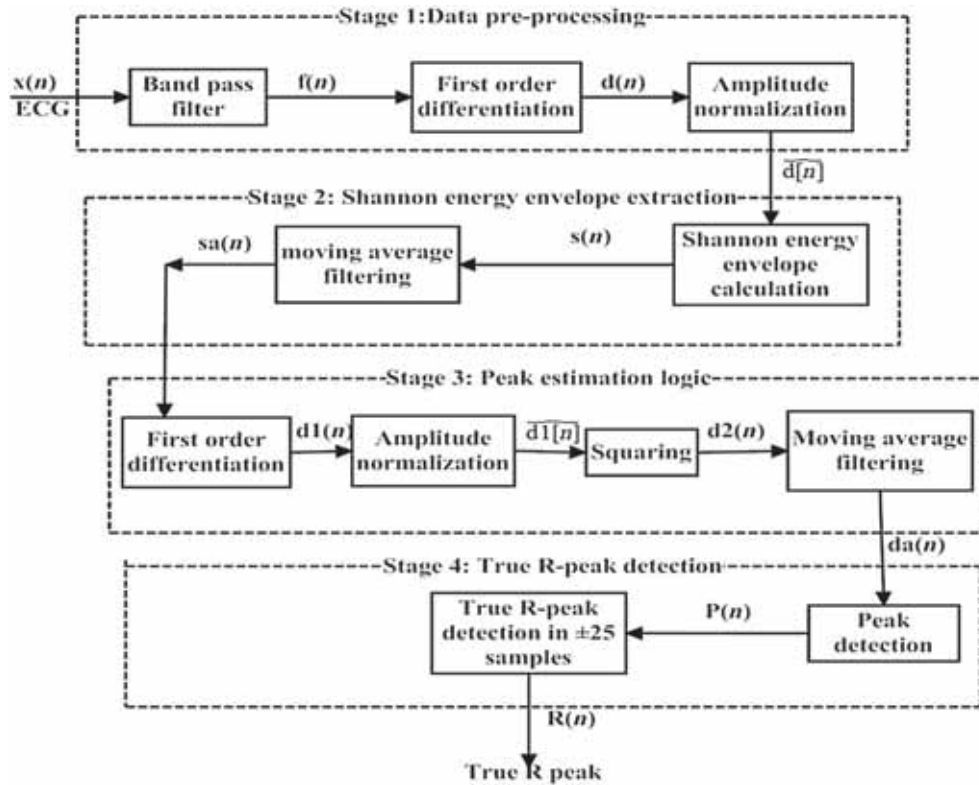 Stage 1:Data pre-processing
x(n)
ECG
Band pass
filter
f(n)
First order
differentiation
d(n)
Amplitude
normalization
d[n]
Stage 2: Shannon energy envelope extraction
sa(n)
moving average
filtering
s(n)
Shannon energy
envelope
calculation
Stage 3: Peak estimation logic
First order
differentiation
d1(n)
Amplitude
normalization
d1[n]
Squaring
d2(n)
Moving average
filtering
da(n)
Stage 4: True R-peak detection
True R-peak
detection in ±25
samples
P(n)
Peak
detection
R(n)
True R peak